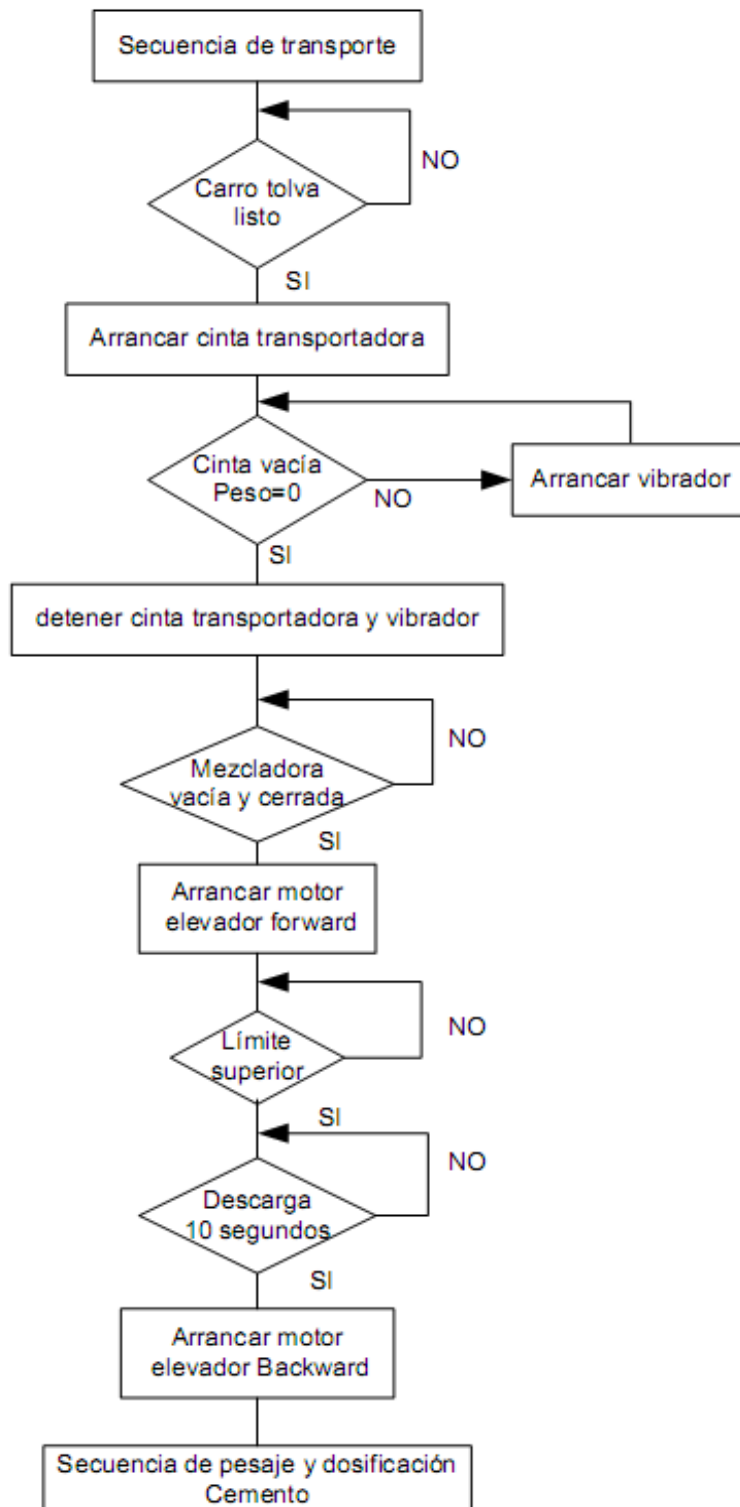 Secuencia de transporte
NO
Carro tolva
listo
SI
Arrancar cinta transportadora
Cinta vacía
Peso=0
NO
Arrancar vibrador
SI
detener cinta transportadora y vibrador
NO
Mezcladora
vacía y cerrada
SI
Arrancar motor
elevador forward
NO
Límite
superior
SI
NO
Descarga
10 segundos
SI
Arrancar motor
elevador Backward
Secuencia de pesaje y dosificación
Cemento